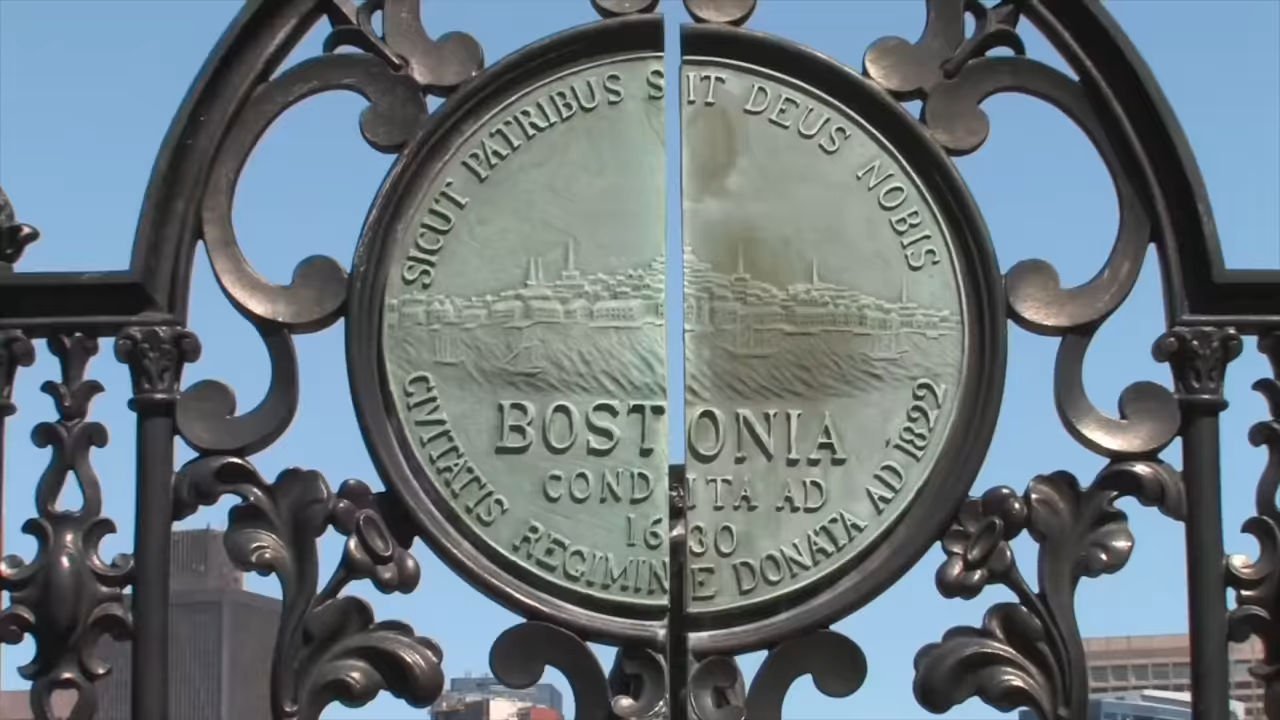 SICUT PATRIBUS SIT DEUS NOBIS
BOSTONIA
CONDITA AD
1630
CIVITATIS REGIMINE DONATA AD 1822